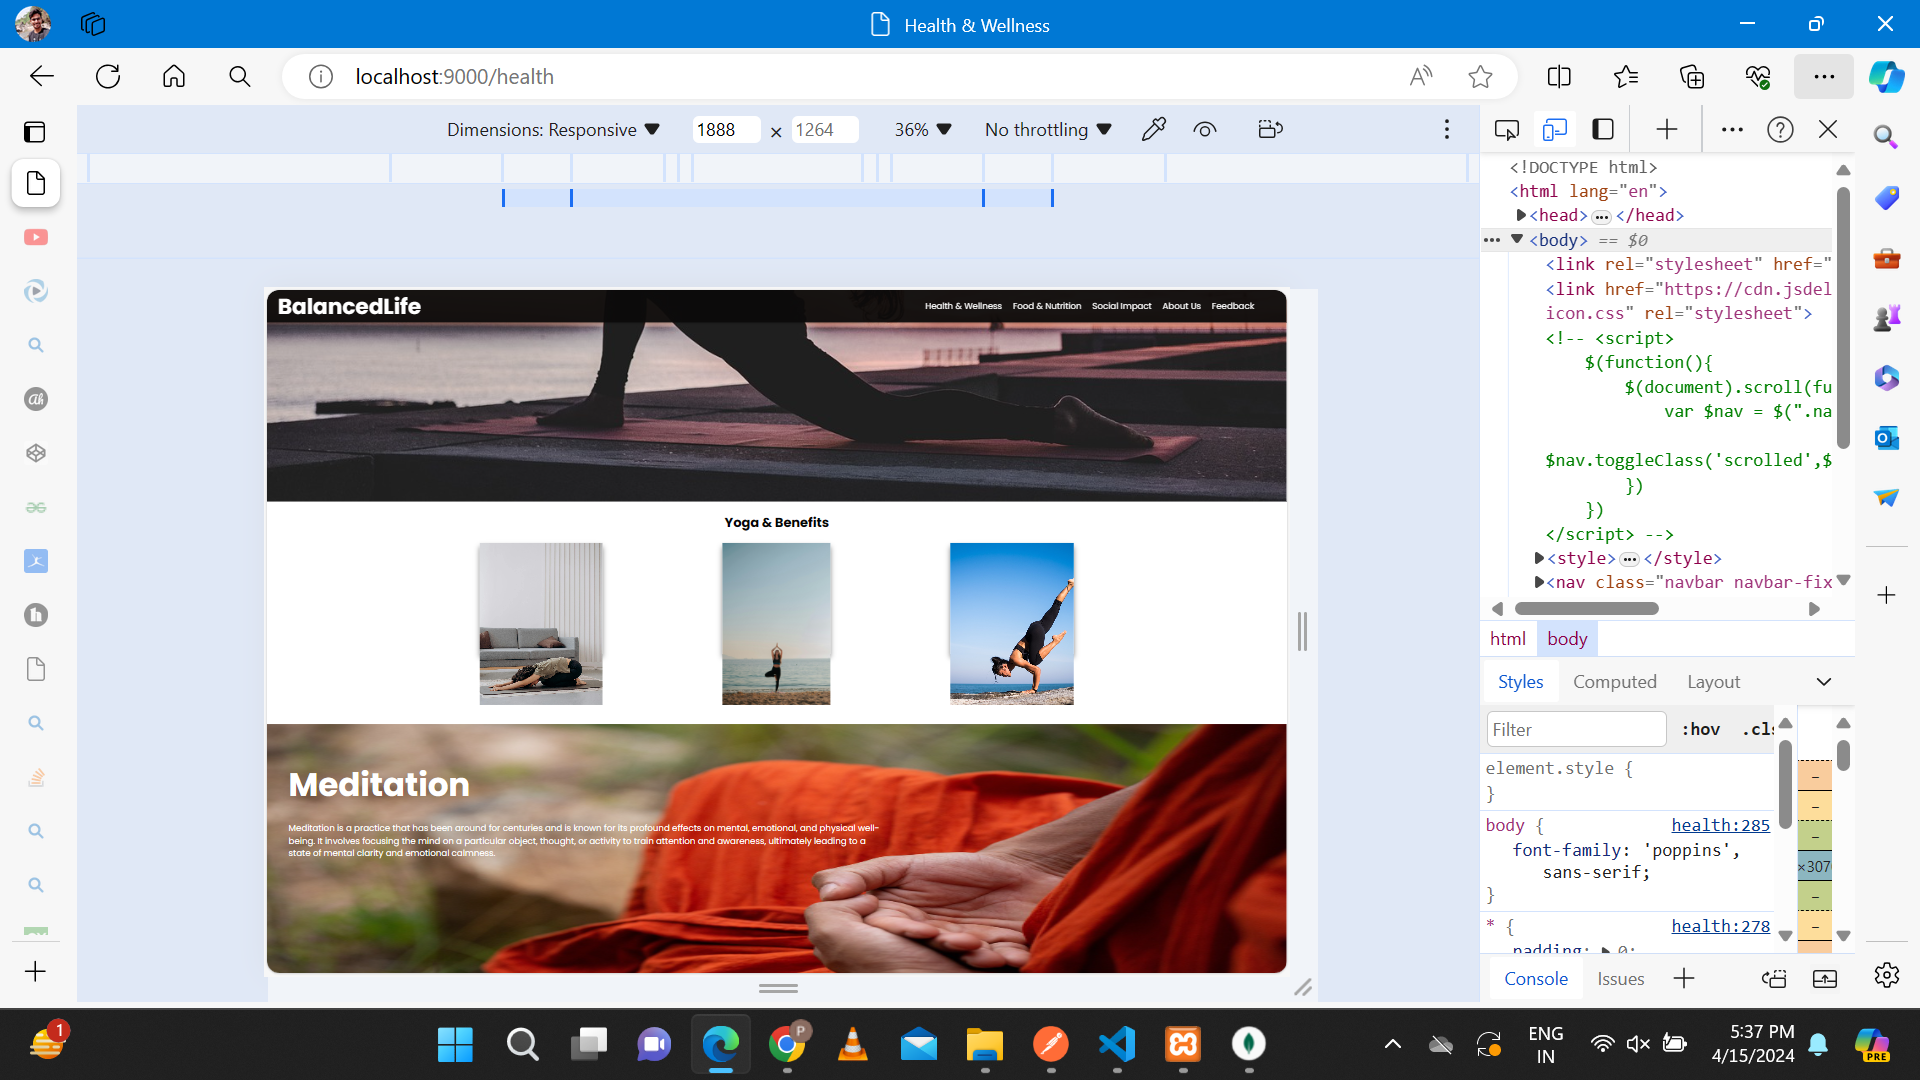 Health & Wellness
localhost:9000/health
Dimensions: Responsive 1888 × 1264 36% No throttling
<!DOCTYPE html>
<html lang="en">
<head> ••• </head>
<body> == $0
<link rel="stylesheet" href="
<link href="https://cdn.jsdel
icon.css" rel="stylesheet">
<!-- <script>
$(function(){
$(document).scroll(fu
var $nav = $(".na
$nav.toggleClass('scrolled',$
})
})
</script> -->
<style> ••• </style>
<nav class="navbar navbar-fix
html body
Styles Computed Layout
Filter :hov .cls
element.style {
}
body { health:285
font-family: 'poppins',
sans-serif;
}
* { health:278
padding: 0;
×307
Console Issues
BalancedLife
Health & Wellness Food & Nutrition Social Impact About Us Feedback
Yoga & Benefits
Meditation
Meditation is a practice that has been around for centuries and is known for its profound effects on mental, emotional, and physical well-
being. It involves focusing the mind on a particular object, thought, or activity to train attention and awareness, ultimately leading to a
state of mental clarity and emotional calmness.
1
P
ENG
IN
5:37 PM
4/15/2024
PRE